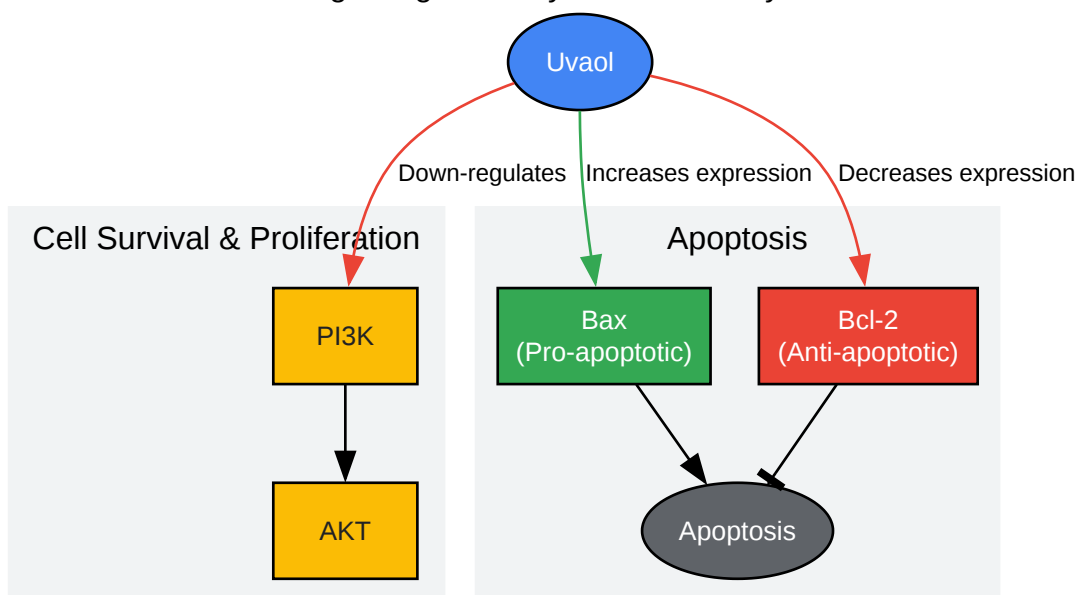 Uvaol
Down-regulates
Increases expression
Decreases expression
Cell Survival & Proliferation
Apoptosis
PI3K
Bax
(Pro-apoptotic)
Bcl-2
(Anti-apoptotic)
AKT
Apoptosis